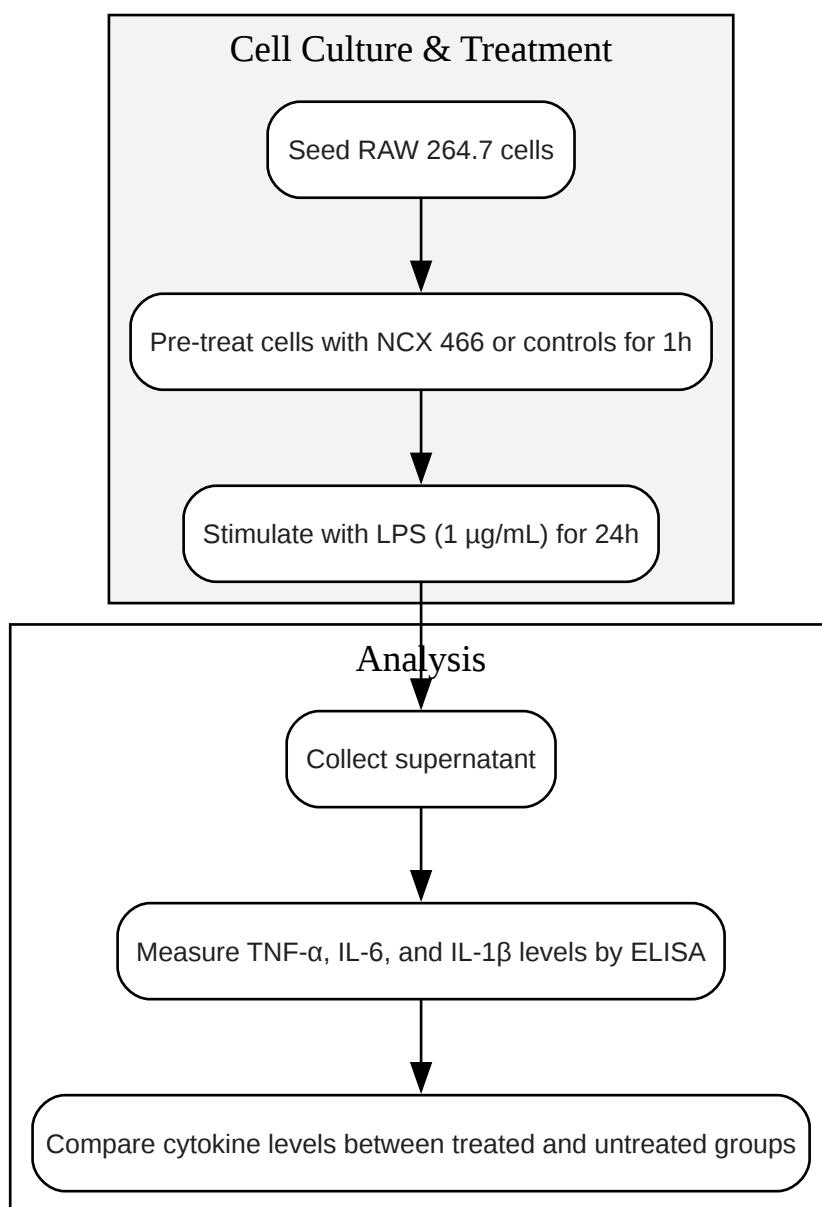 Cell Culture & Treatment
Seed RAW 264.7 cells
Pre-treat cells with NCX 466 or controls for 1h
Stimulate with LPS (1 µg/mL) for 24h
Analysis
Collect supernatant
Measure TNF-α, IL-6, and IL-1β levels by ELISA
Compare cytokine levels between treated and untreated groups